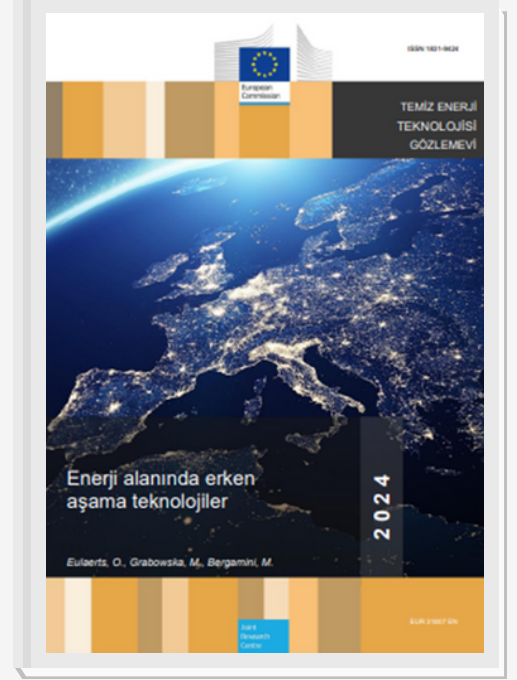 ISSN 1831-9424
European
Commission
TEMİZ ENERJİ
TEKNOLOJİSİ
GÖZLEMEVİ
Enerji alanında erken
aşama teknolojiler
2024
Eulaerts, O., Grabowska, M., Bergamini, M.
Joint
Research
Centre
EN